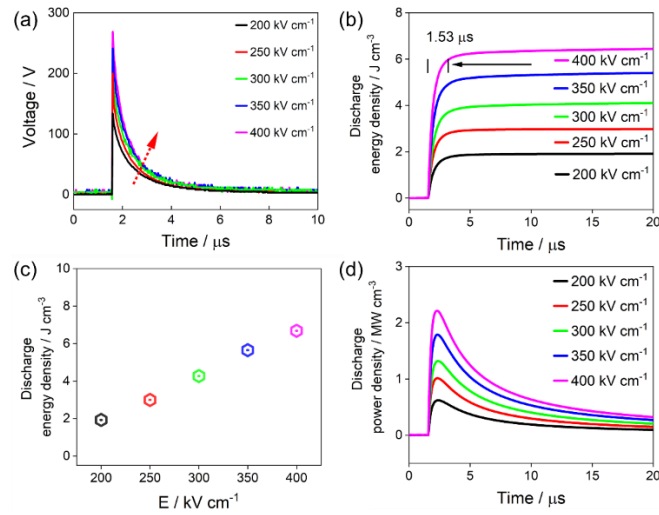 (a)
Voltage / V
300
200
100
0
200 kV cm⁻¹
250 kV cm⁻¹
300 kV cm⁻¹
350 kV cm⁻¹
400 kV cm⁻¹
0 2 4 6 8 10
Time / μs
(b)
Discharge
energy density / J cm⁻³
8
6
4
2
0
1.53 μs
400 kV cm⁻¹
350 kV cm⁻¹
300 kV cm⁻¹
250 kV cm⁻¹
200 kV cm⁻¹
0 5 10 15 20
Time / μs
(c)
Discharge
energy density / J cm⁻³
10
8
6
4
2
0
200 250 300 350 400
E / kV cm⁻¹
(d)
Discharge
power density / MW cm⁻³
3
2
1
0
200 kV cm⁻¹
250 kV cm⁻¹
300 kV cm⁻¹
350 kV cm⁻¹
400 kV cm⁻¹
0 5 10 15 20
Time / μs